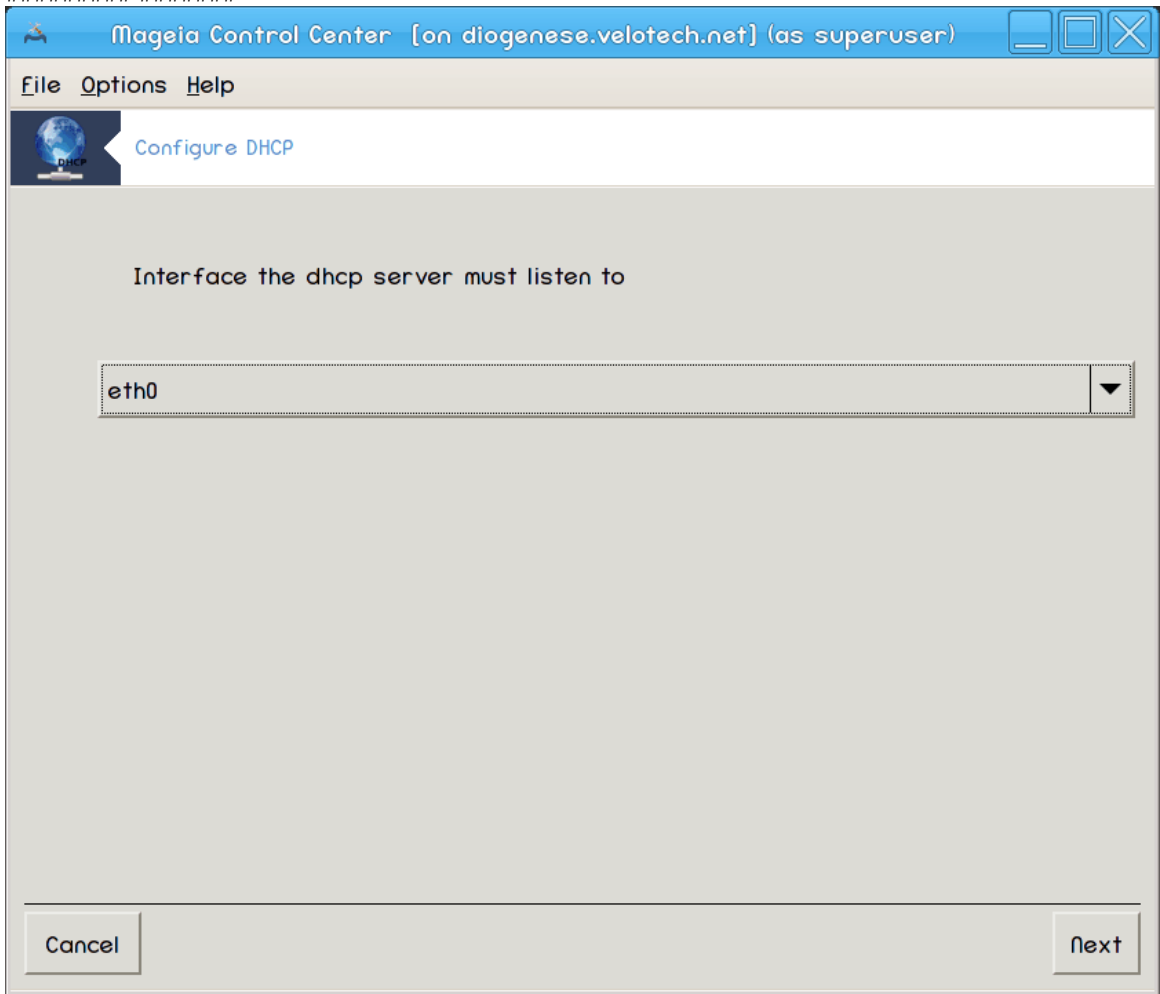 Mageia Control Center [on diogenese.velotech.net] (as superuser)
File Options Help
DHCP
Configure DHCP
Interface the dhcp server must listen to
eth0
Cancel
Next